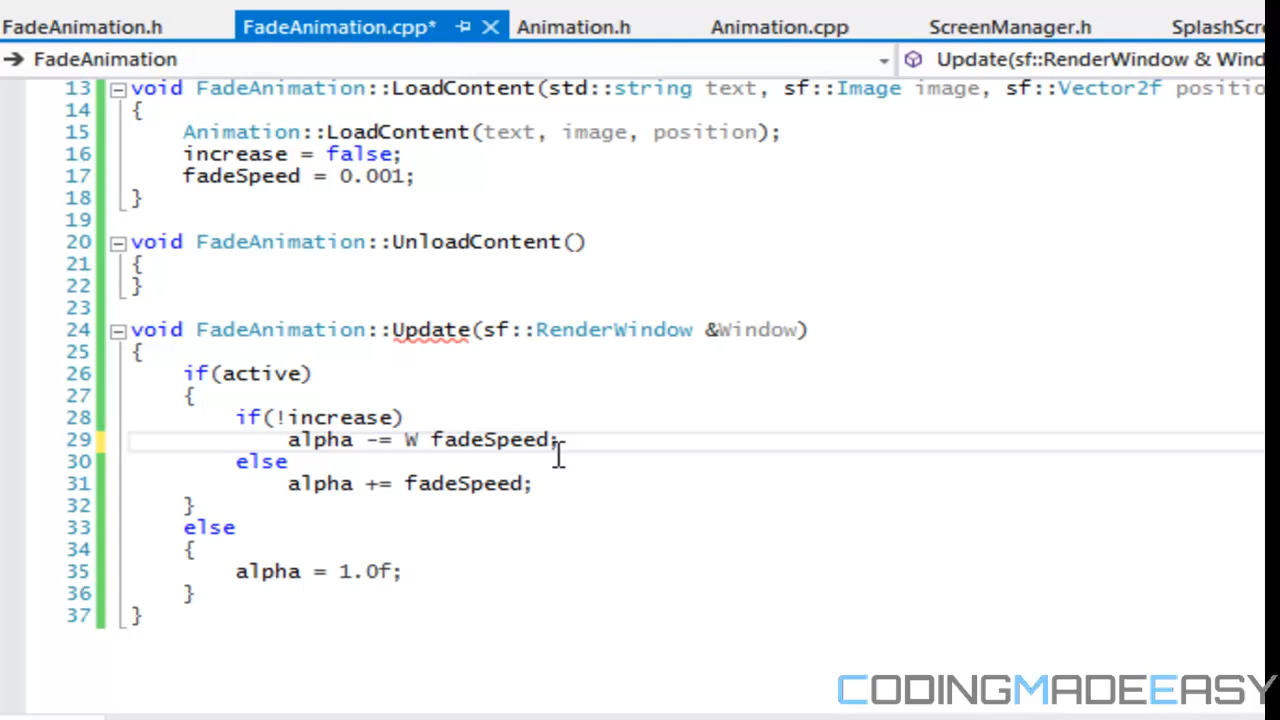 FadeAnimation.h FadeAnimation.cpp* Animation.h Animation.cpp ScreenManager.h SplashScre
FadeAnimation Update(sf::RenderWindow & Wind
13 void FadeAnimation::LoadContent(std::string text, sf::Image image, sf::Vector2f positio
14 {
15 Animation::LoadContent(text, image, position);
16 increase = false;
17 fadeSpeed = 0.001;
18 }
19
20 void FadeAnimation::UnloadContent()
21 {
22 }
23
24 void FadeAnimation::Update(sf::RenderWindow &Window)
25 {
26 if(active)
27 {
28 if(!increase)
29 alpha -= W fadeSpeed;
30 else
31 alpha += fadeSpeed;
32 }
33 else
34 {
35 alpha = 1.0f;
36 }
37 }
CODINGMADEEASY